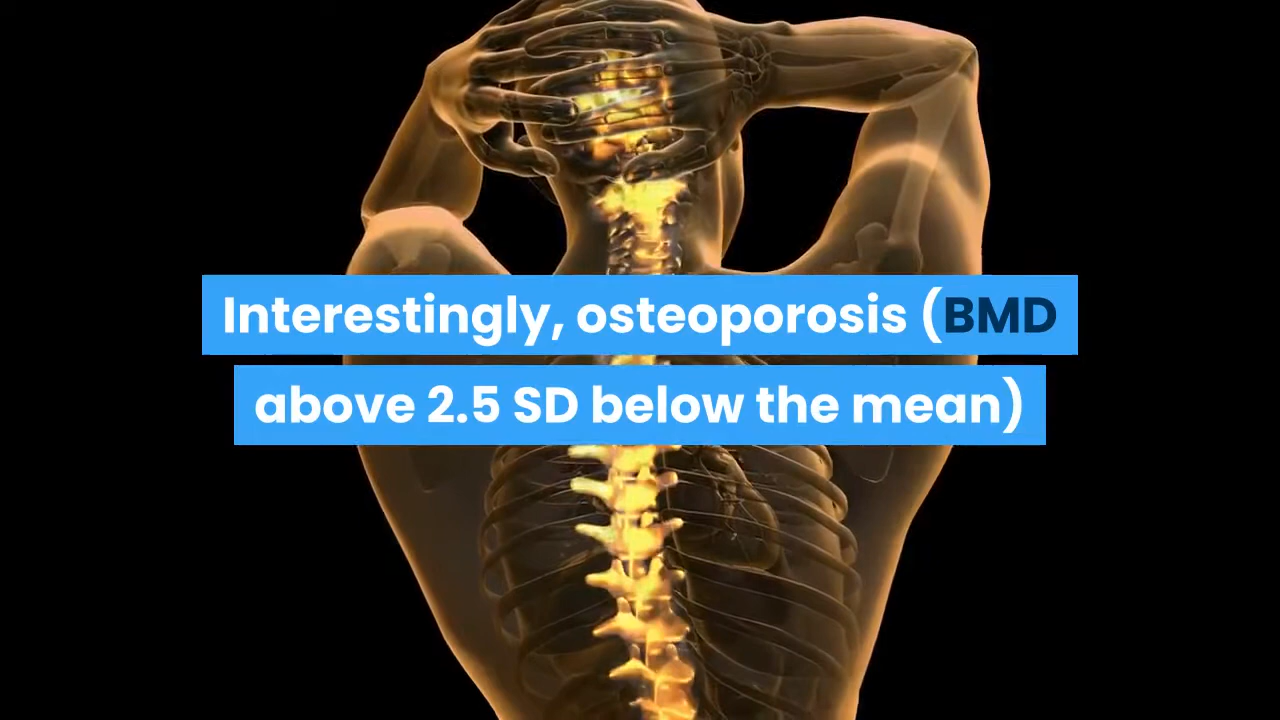 Interestingly, osteoporosis (BMD
above 2.5 SD below the mean)